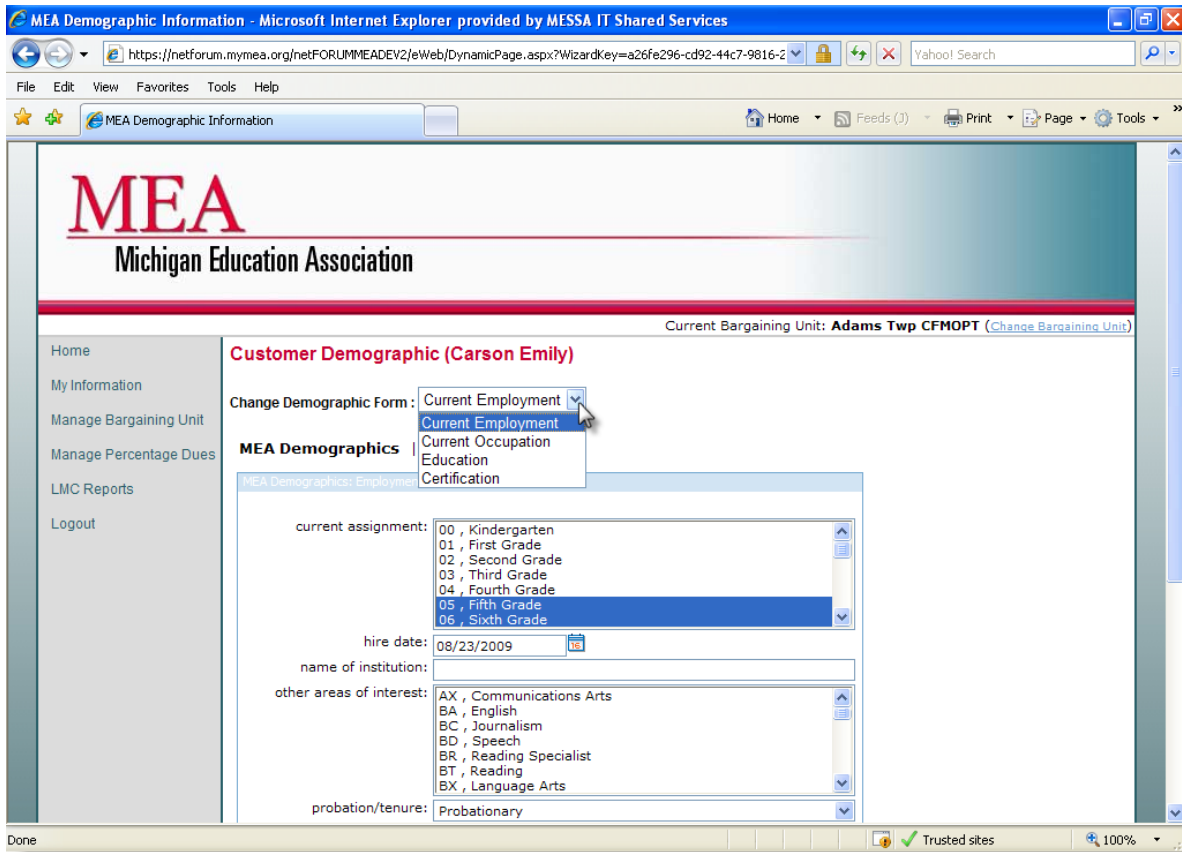 MEA Demographic Information - Microsoft Internet Explorer provided by MESSA IT Shared Services
https://netforum.mymea.org/netFORUMMEADEV2/eWeb/DynamicPage.aspx?WizardKey=a26fe296-cd92-44c7-9816-2
Yahoo! Search
File Edit View Favorites Tools Help
MEA Demographic Information
Home Feeds (J) Print Page Tools »
MEA
Michigan Education Association
Current Bargaining Unit: Adams Twp CFMOPT (Change Bargaining Unit)
Home
My Information
Manage Bargaining Unit
Manage Percentage Dues
LMC Reports
Logout
Customer Demographic (Carson Emily)
Change Demographic Form : Current Employment
Current Employment
Current Occupation
Education
Certification
MEA Demographics |
MEA Demographics: Employmen
current assignment:
00 , Kindergarten
01 , First Grade
02 , Second Grade
03 , Third Grade
04 , Fourth Grade
05 , Fifth Grade
06 , Sixth Grade
hire date: 08/23/2009 16
name of institution:
other areas of interest:
AX , Communications Arts
BA , English
BC , Journalism
BD , Speech
BR , Reading Specialist
BT , Reading
BX , Language Arts
probation/tenure: Probationary
Done Trusted sites 100%